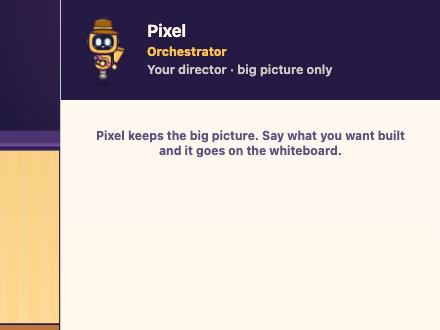 Pixel
Orchestrator
Your director · big picture only
Pixel keeps the big picture. Say what you want built
and it goes on the whiteboard.